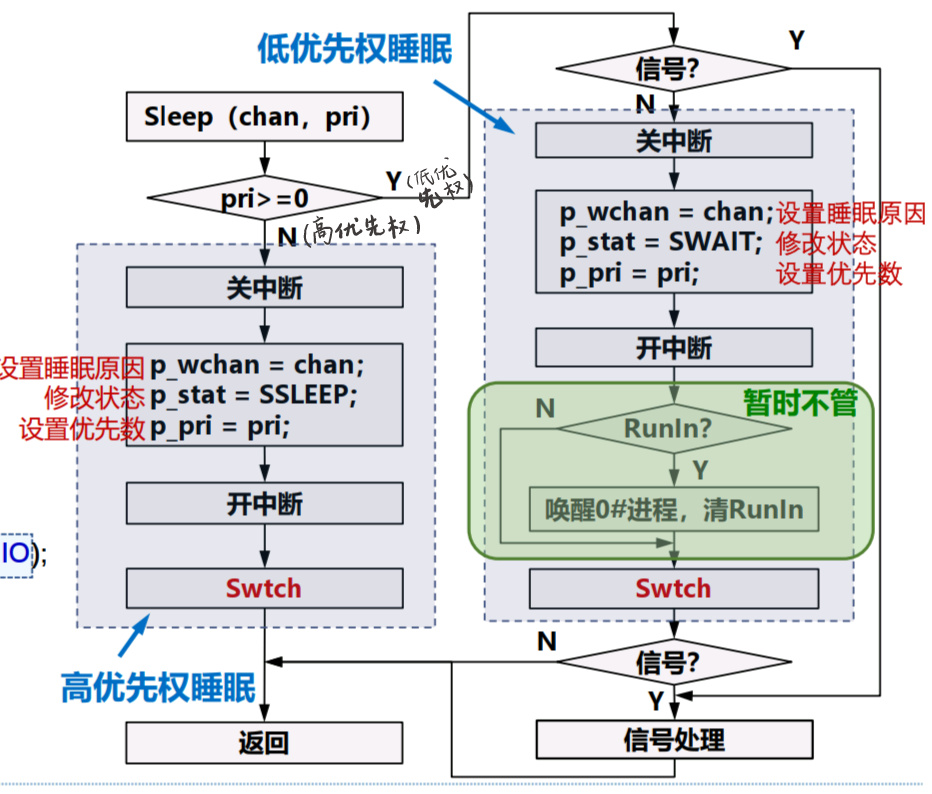 低优先权睡眠
Sleep（chan，pri）
pri>=0
Y(低优先权)
N(高优先权)
关中断
设置睡眠原因 p_wchan = chan;
修改状态 p_stat = SSLEEP;
设置优先数 p_pri = pri;
开中断
Swtch
IO);
高优先权睡眠
返回
信号?
Y
N
关中断
p_wchan = chan;设置睡眠原因
p_stat = SWAIT; 修改状态
p_pri = pri; 设置优先数
开中断
暂时不管
N
RunIn?
Y
唤醒0#进程，清RunIn
Swtch
N
信号?
Y
信号处理